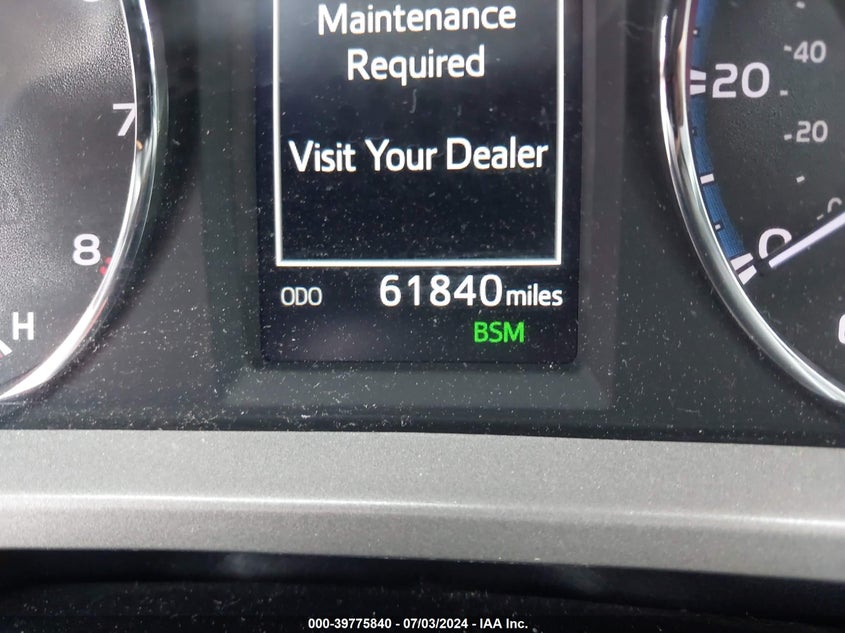 Maintenance
Required
Visit Your Dealer
ODO 61840 miles
BSM
7
8
H
20
0
40
20
000-39775840 - 07/03/2024 - IAA Inc.